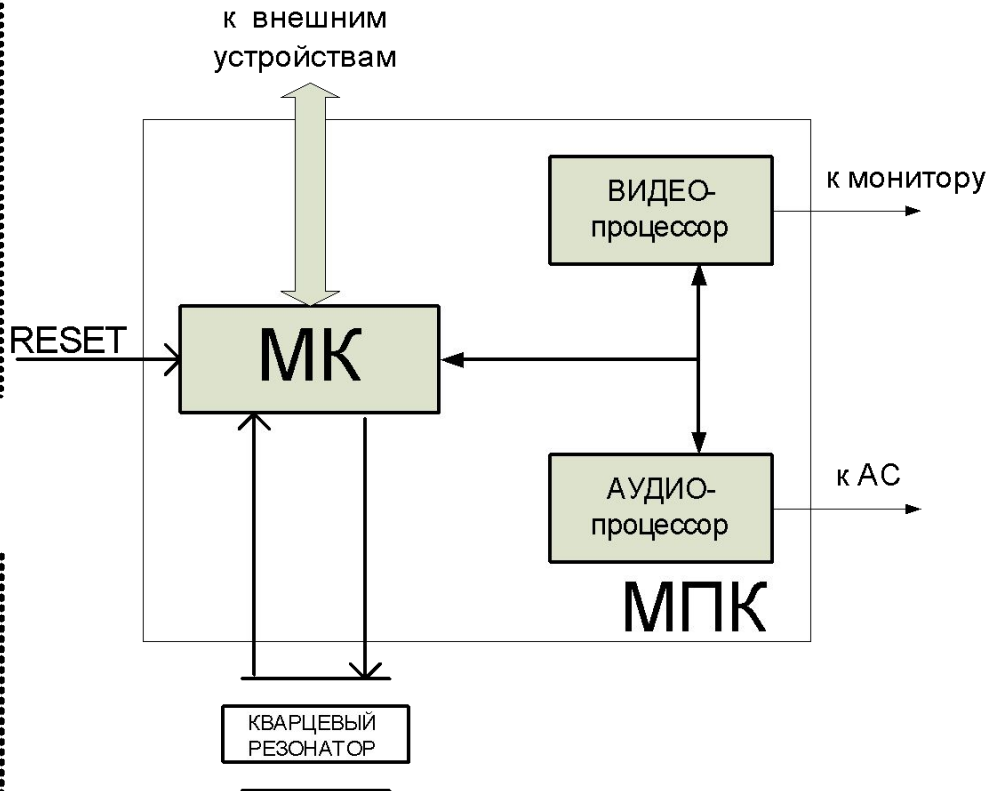 к внешним
устройствам
ВИДЕО-
процессор
к монитору
RESET
МК
АУДИО-
процессор
к АС
МПК
КВАРЦЕВЫЙ
РЕЗОНАТОР